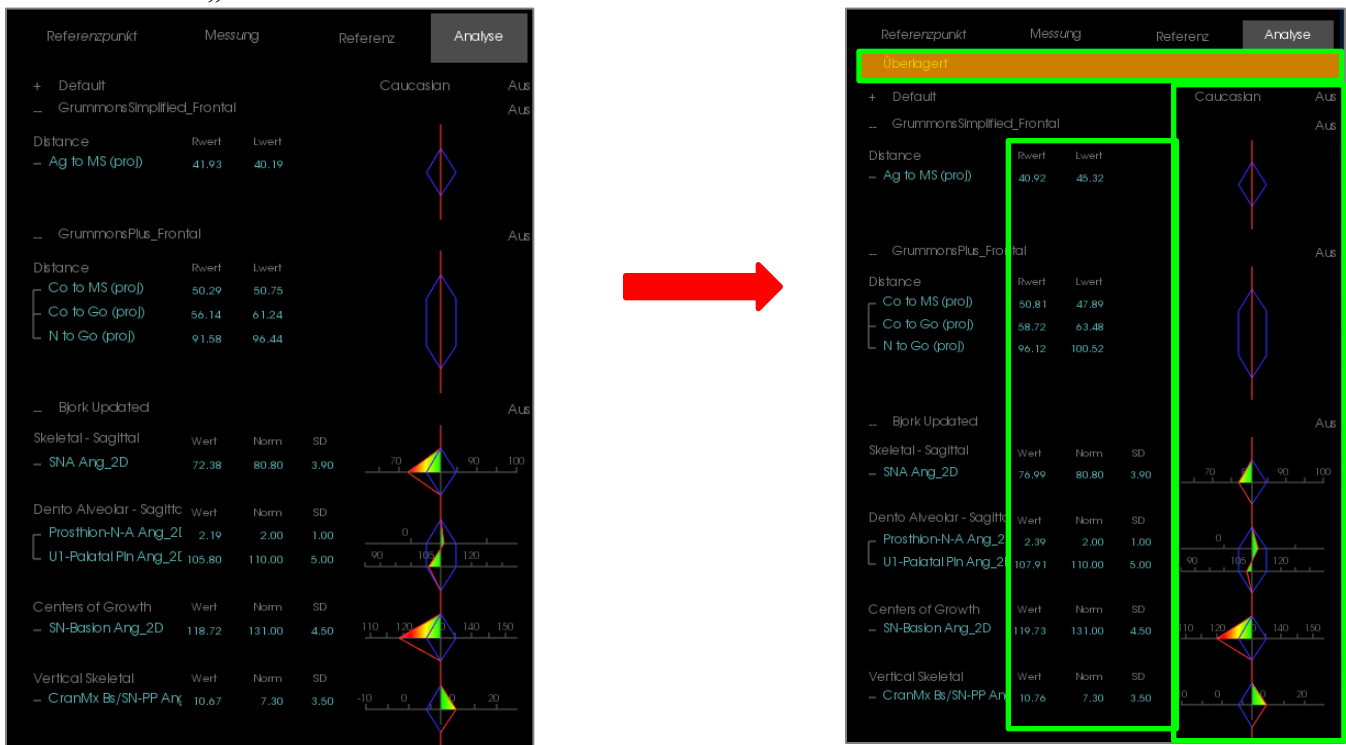 „
Referenzpunkt Messung Referenz Analyse
+ Default Caucasian Aus
-- GrummonsSimplified_Frontal Aus
Distance Rwert Lwert
– Ag to MS (proj) 41.93 40.19
-- GrummonsPlus_Frontal Aus
Distance Rwert Lwert
Co to MS (proj) 50.29 50.75
Co to Go (proj) 56.14 61.24
N to Go (proj) 91.58 96.44
-- Bjork Updated Aus
Skeletal - Sagittal Wert Norm SD
– SNA Ang_2D 72.38 80.80 3.90 70 90 100
Dento Alveolar - Sagittc Wert Norm SD
Prosthion-N-A Ang_2D 2.19 2.00 1.00 0
U1-Palatal Pln Ang_2D 105.80 110.00 5.00 90 105 120
Centers of Growth Wert Norm SD
– SN-Basion Ang_2D 118.72 131.00 4.50 110 120 0 140 150
Vertical Skeletal Wert Norm SD
– CranMx Bs/SN-PP Ang 10.67 7.30 3.50 -10 0 0 20
Referenzpunkt Messung Referenz Analyse
Überlagert
+ Default Caucasian Aus
-- GrummonsSimplified_Frontal Aus
Distance Rwert Lwert
– Ag to MS (proj) 40.92 45.32
-- GrummonsPlus_Frontal Aus
Distance Rwert Lwert
Co to MS (proj) 50.81 47.89
Co to Go (proj) 58.72 63.48
N to Go (proj) 96.12 100.52
-- Bjork Updated Aus
Skeletal - Sagittal Wert Norm SD
– SNA Ang_2D 76.99 80.80 3.90 70 8 90 100
Dento Alveolar - Sagittc Wert Norm SD
Prosthion-N-A Ang_2 2.39 2.00 1.00 0
U1-Palatal Pln Ang_2 107.91 110.00 5.00 90 105 120
Centers of Growth Wert Norm SD
– SN-Basion Ang_2D 119.73 131.00 4.50 10 120 0 140 150
Vertical Skeletal Wert Norm SD
– CranMx Bs/SN-PP An 10.76 7.30 3.50 0 0 0 20